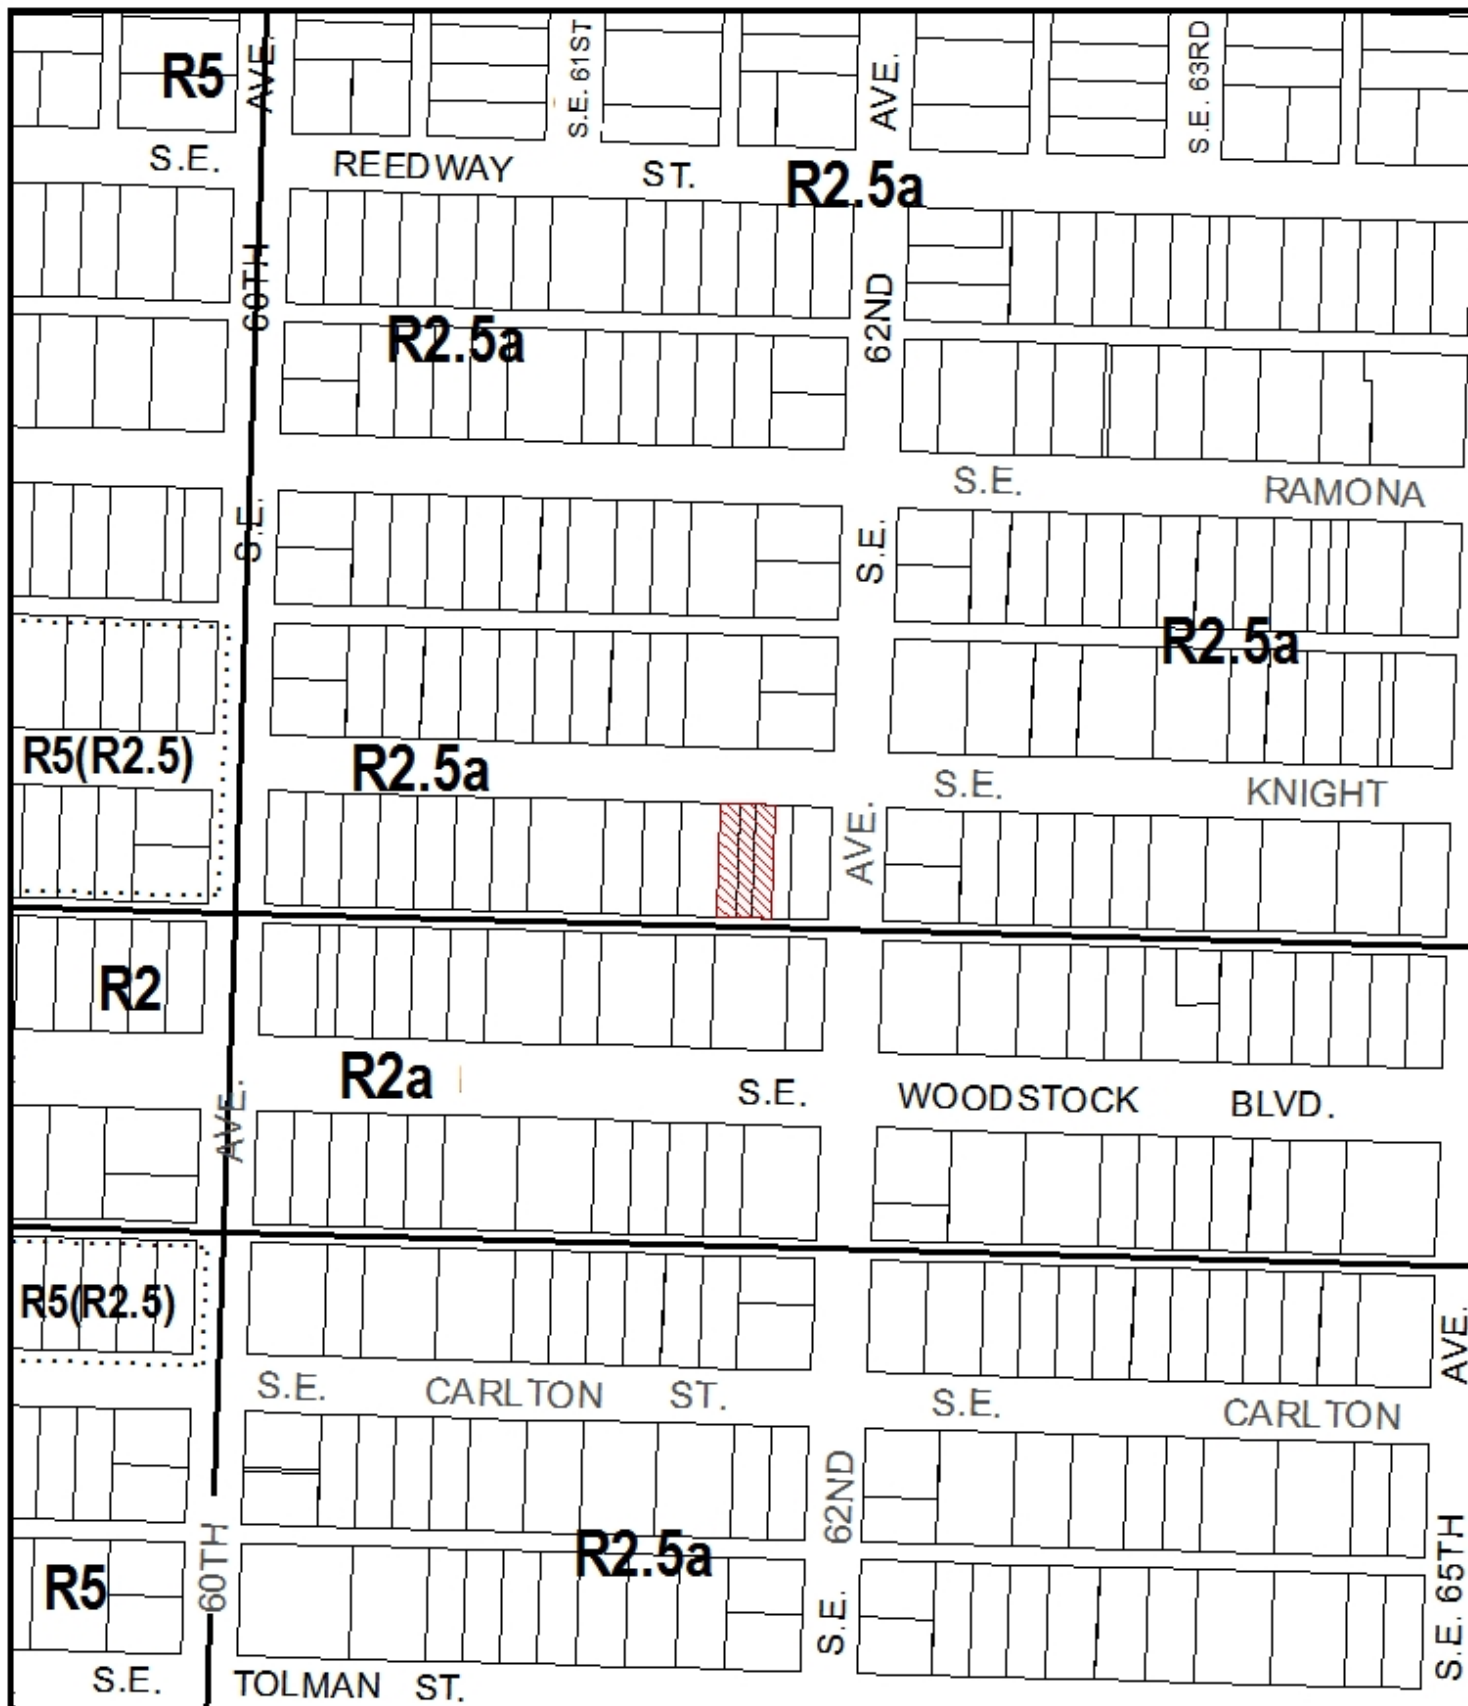 R5
AVE.
S.E. 61ST
AVE.
S.E. 63RD
S.E. REEDWAY ST.
R2.5a
60TH
62ND
R2.5a
S.E. RAMONA
S.E.
S.E.
R2.5a
R5(R2.5)
R2.5a
S.E. KNIGHT
AVE.
R2
R2a
S.E. WOODSTOCK BLVD.
AVE.
R5(R2.5)
AVE.
S.E. CARLTON ST.
S.E. CARLTON
62ND
60TH
R2.5a
S.E. 65TH
R5
S.E.
S.E. TOLMAN ST.